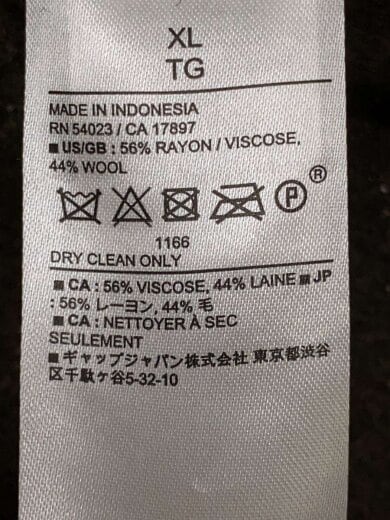 XL
TG
MADE IN INDONESIA
RN 54023 / CA 17897
■ US/GB : 56% RAYON / VISCOSE,
44% WOOL
P ®
1166
DRY CLEAN ONLY
■ CA : 56% VISCOSE, 44% LAINE ■ JP
: 56% レーヨン, 44% 毛
■ CA : NETTOYER À SEC
SEULEMENT
■ ギャップジャパン株式会社 東京都渋谷
区千駄ヶ谷5-32-10